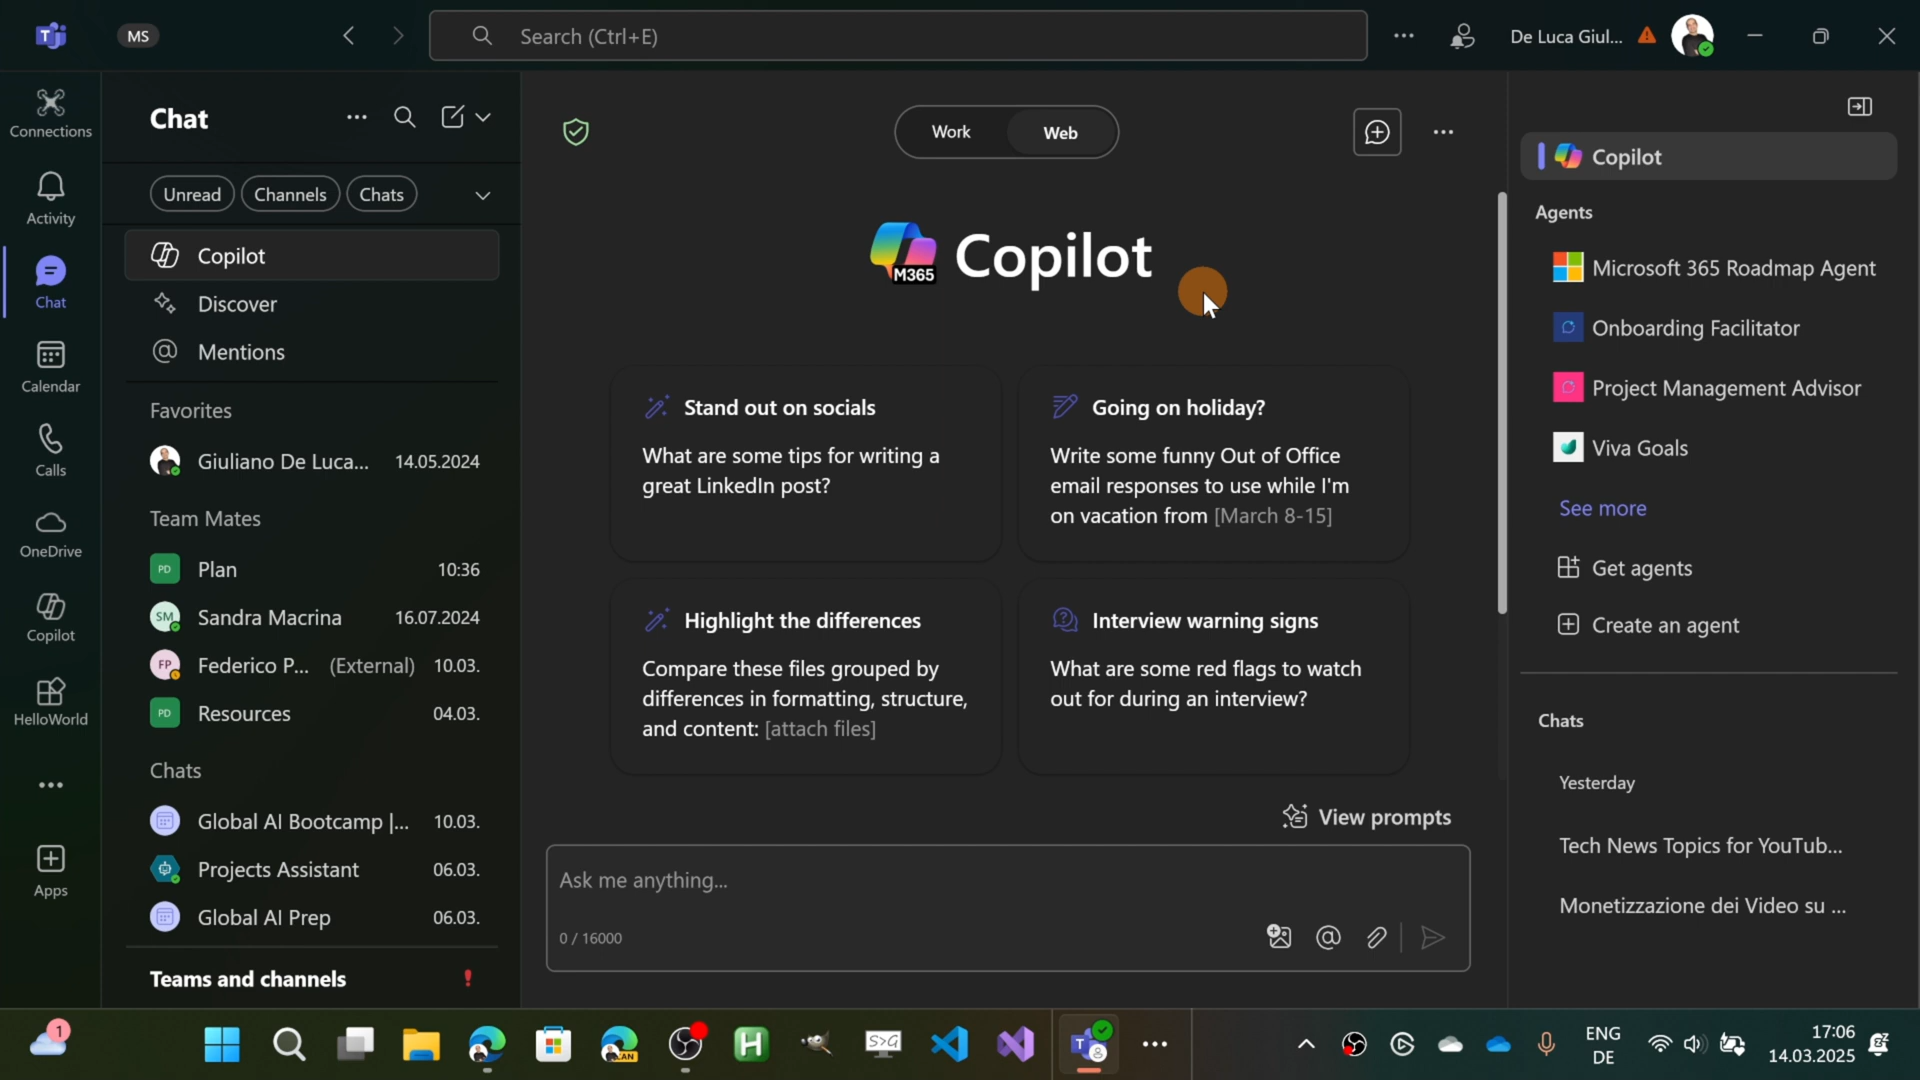 MS
Search (Ctrl+E)
De Luca Giul...
Connections
Activity
Chat
Calendar
Calls
OneDrive
Copilot
HelloWorld
Apps
Chat
Unread
Channels
Chats
Copilot
Discover
Mentions
Favorites
Giuliano De Luca... 14.05.2024
Team Mates
PD Plan 10:36
SM Sandra Macrina 16.07.2024
FP Federico P... (External) 10.03.
PD Resources 04.03.
Chats
Global AI Bootcamp |... 10.03.
Projects Assistant 06.03.
Global AI Prep 06.03.
Teams and channels
Work
Web
M365 Copilot
Stand out on socials
What are some tips for writing a
great LinkedIn post?
Going on holiday?
Write some funny Out of Office
email responses to use while I'm
on vacation from [March 8-15]
Highlight the differences
Compare these files grouped by
differences in formatting, structure,
and content: [attach files]
Interview warning signs
What are some red flags to watch
out for during an interview?
View prompts
Ask me anything...
0 / 16000
Copilot
Agents
Microsoft 365 Roadmap Agent
Onboarding Facilitator
Project Management Advisor
Viva Goals
See more
Get agents
Create an agent
Chats
Yesterday
Tech News Topics for YouTub...
Monetizzazione dei Video su ...
1
CAN
H
S>G
T
ENG
DE
17:06
14.03.2025